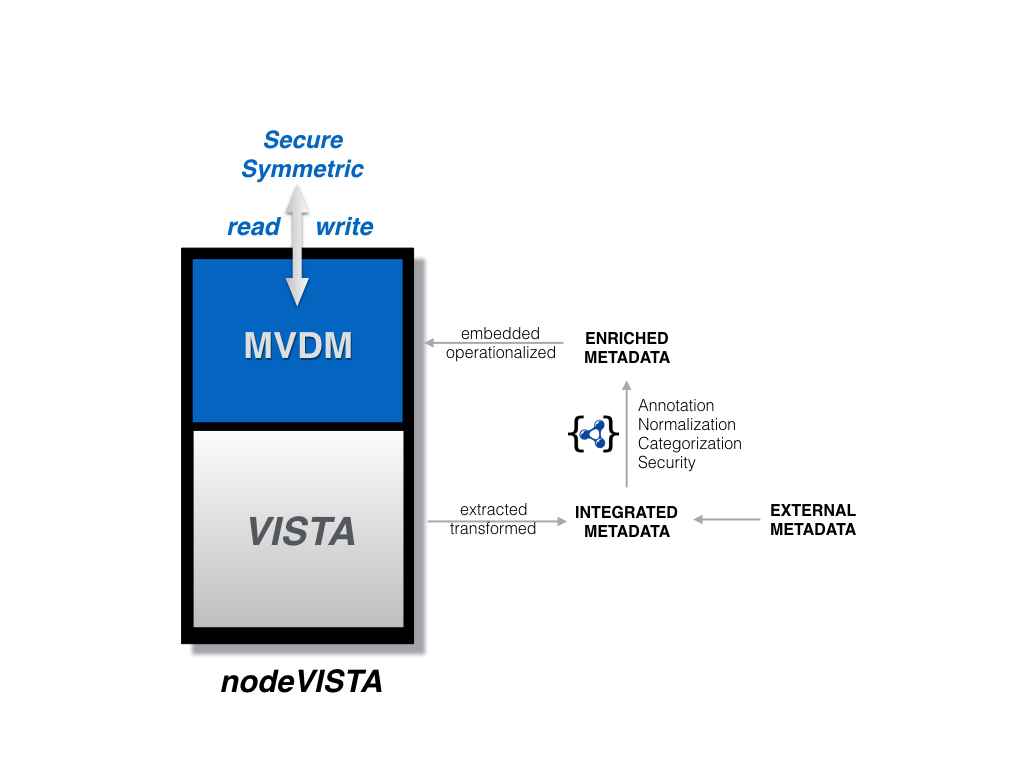 Secure
Symmetric
read write
MVDM
embedded
operationalized
ENRICHED
METADATA
{ }
Annotation
Normalization
Categorization
Security
VISTA
extracted
transformed
INTEGRATED
METADATA
EXTERNAL
METADATA
nodeVISTA